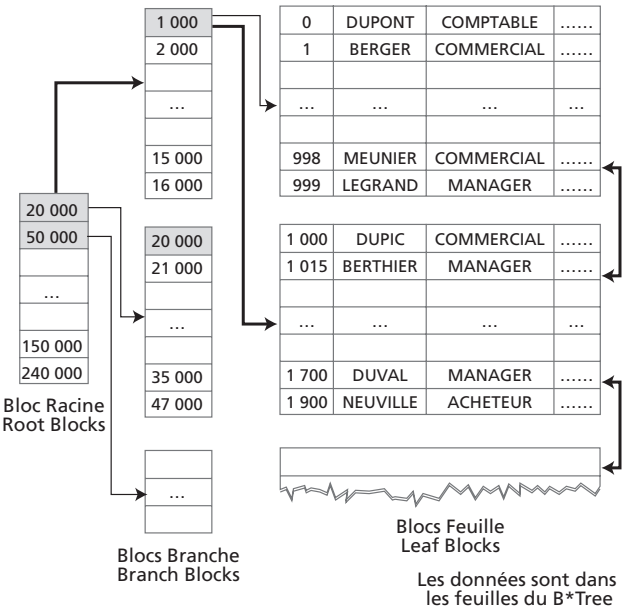 20 000
50 000
…
150 000
240 000
Bloc Racine
Root Blocks
1 000
2 000
…
15 000
16 000
20 000
21 000
…
35 000
47 000
…
Blocs Branche
Branch Blocks
0 DUPONT COMPTABLE ……
1 BERGER COMMERCIAL ……
… … … …
998 MEUNIER COMMERCIAL ……
999 LEGRAND MANAGER ……
1 000 DUPIC COMMERCIAL ……
1 015 BERTHIER MANAGER ……
… … … …
1 700 DUVAL MANAGER ……
1 900 NEUVILLE ACHETEUR ……
Blocs Feuille
Leaf Blocks
Les données sont dans
les feuilles du B*Tree